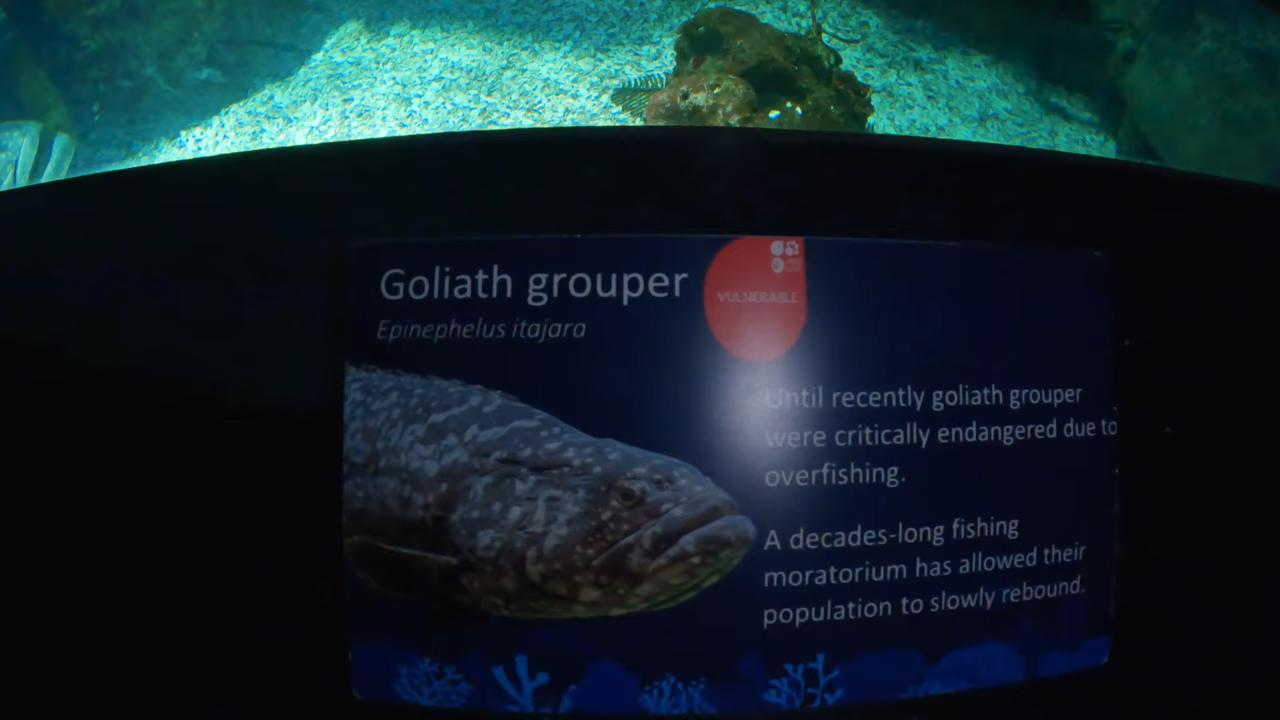 Goliath grouper
Epinephelus itajara
VULNERABLE
Until recently goliath grouper
were critically endangered due to
overfishing.
A decades-long fishing
moratorium has allowed their
population to slowly rebound.